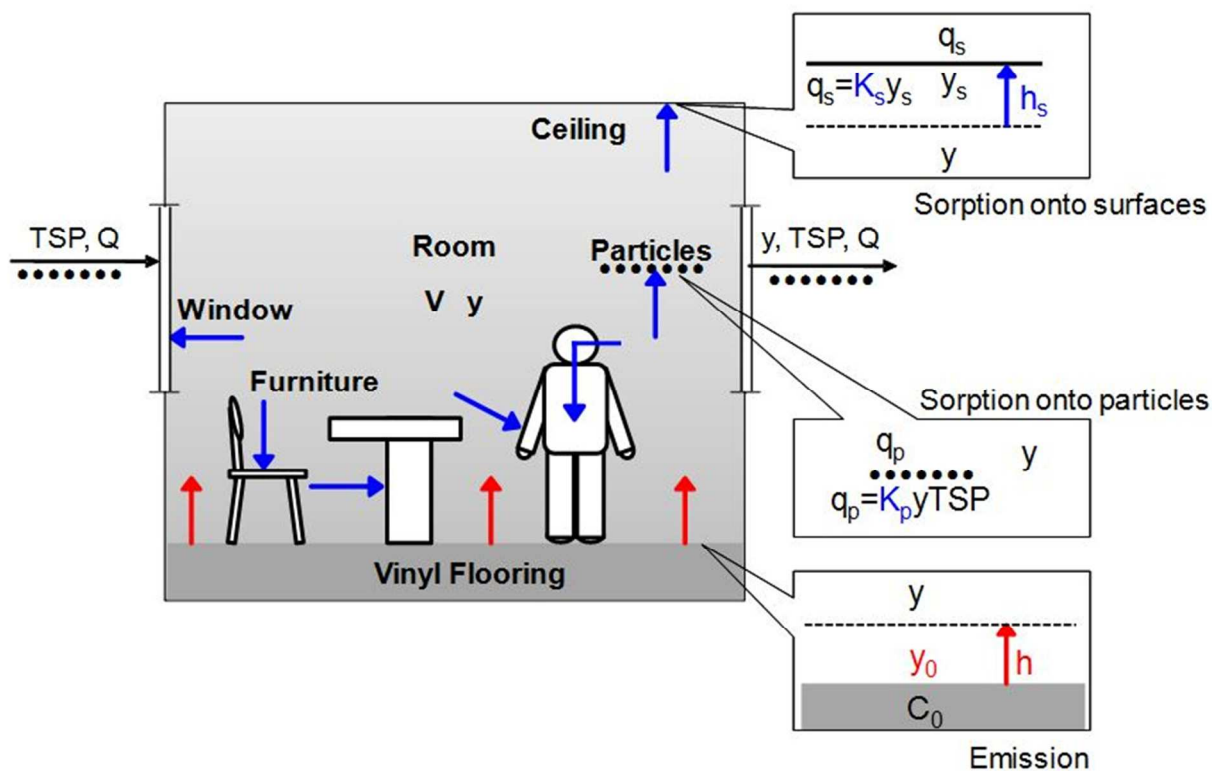 qₛ
qₛ=Kₛyₛ yₛ hₛ
y
Sorption onto surfaces
Ceiling
TSP, Q
Room
Particles
y, TSP, Q
V y
Window
Furniture
Sorption onto particles
qₚ y
qₚ=KₚyTSP
Vinyl Flooring
y
y₀ h
C₀
Emission